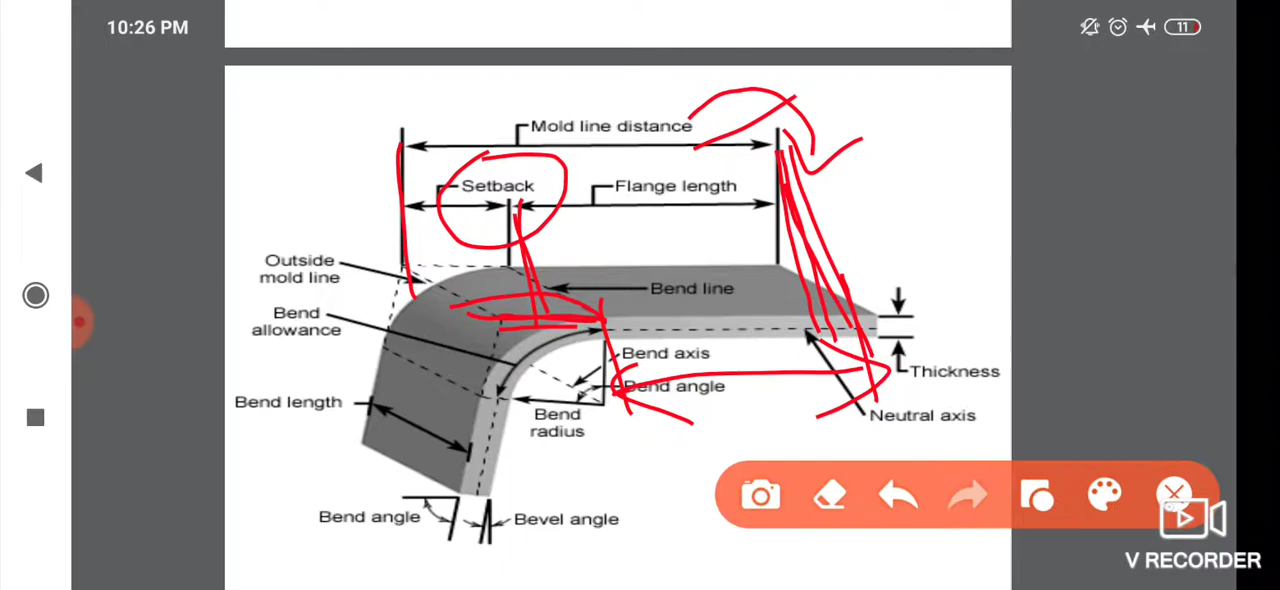 10:26 PM
11
Mold line distance
Setback
Flange length
Outside
mold line
Bend line
Bend
allowance
Bend axis
Thickness
Bend angle
Bend length
Bend
radius
Neutral axis
Bend angle
Bevel angle
V RECORDER